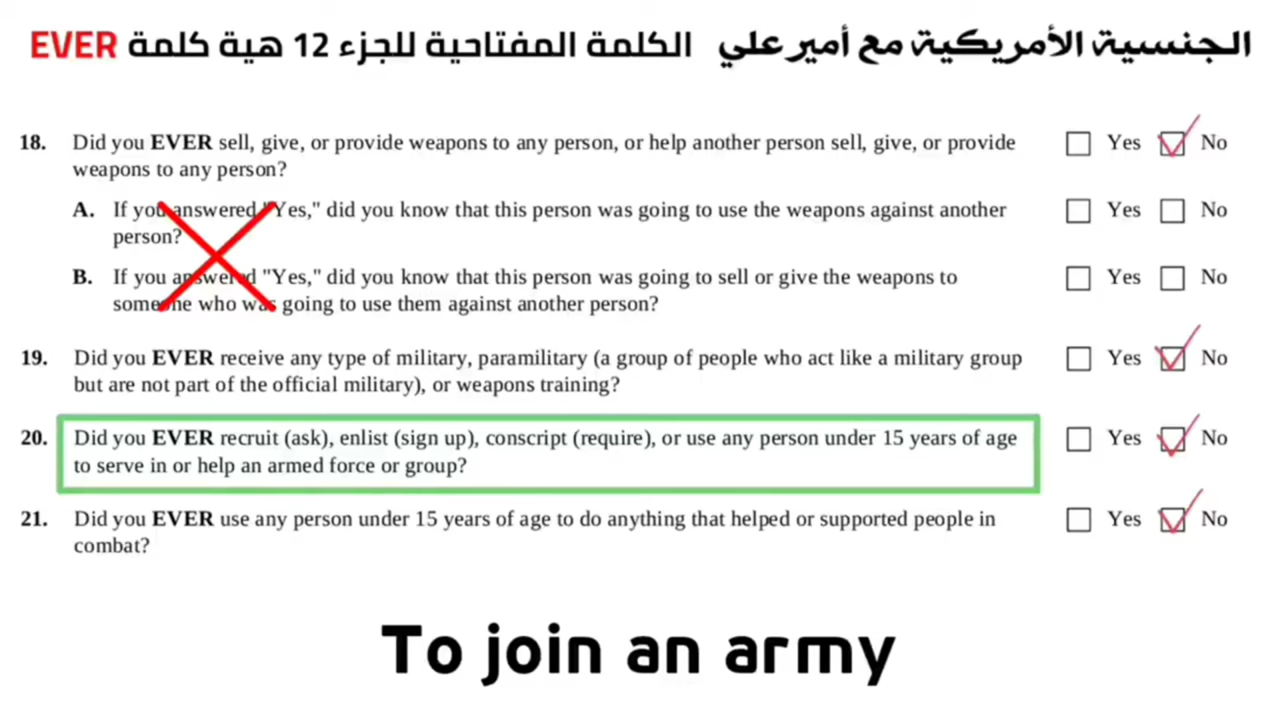 الجنسية الأمريكية مع أمير علي الكلمة المفتاحية للجزء 12 هية كلمة EVER
18. Did you EVER sell, give, or provide weapons to any person, or help another person sell, give, or provide Yes No
weapons to any person?
A. If you answered "Yes," did you know that this person was going to use the weapons against another Yes No
person?
B. If you answered "Yes," did you know that this person was going to sell or give the weapons to Yes No
someone who was going to use them against another person?
19. Did you EVER receive any type of military, paramilitary (a group of people who act like a military group Yes No
but are not part of the official military), or weapons training?
20. Did you EVER recruit (ask), enlist (sign up), conscript (require), or use any person under 15 years of age Yes No
to serve in or help an armed force or group?
21. Did you EVER use any person under 15 years of age to do anything that helped or supported people in Yes No
combat?
To join an army